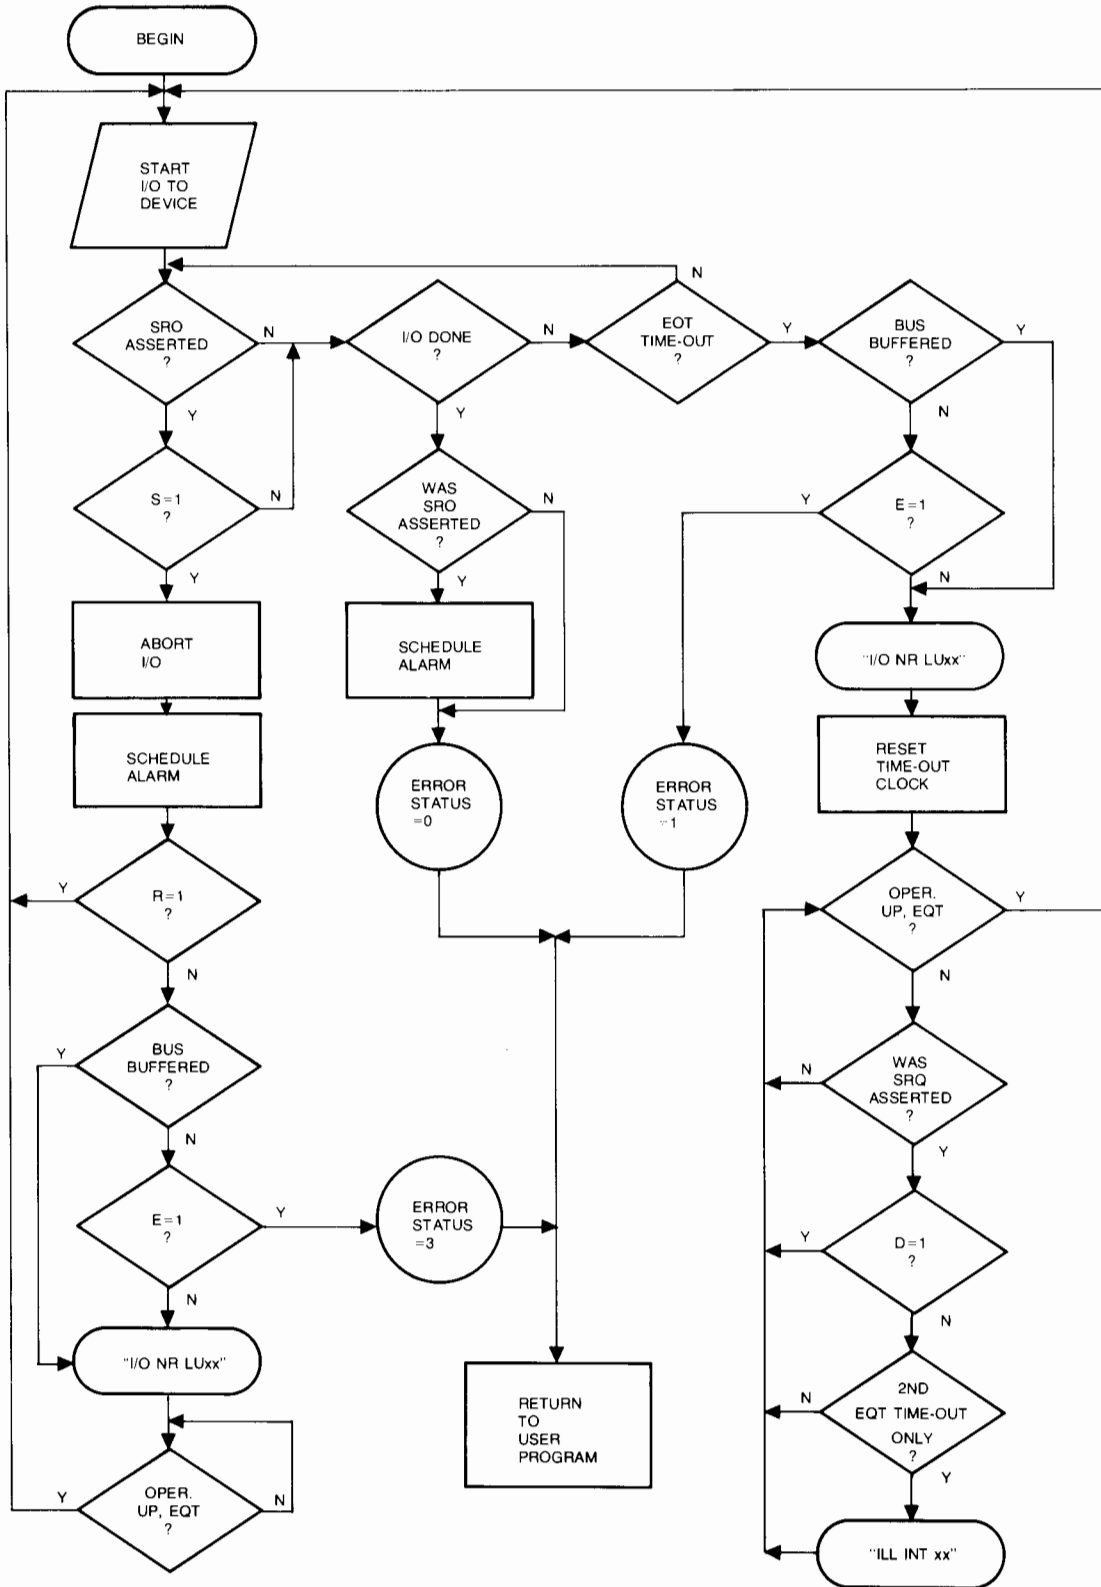 BEGIN
START
I/O TO
DEVICE
SRO
ASSERTED
?
N
Y
I/O DONE
?
N
Y
EOT
TIME-OUT
?
N
Y
BUS
BUFFERED
?
Y
N
S=1
?
N
Y
WAS
SRO
ASSERTED
?
N
Y
E=1
?
Y
N
ABORT
I/O
SCHEDULE
ALARM
SCHEDULE
ALARM
"I/O NR LUxx"
RESET
TIME-OUT
CLOCK
ERROR
STATUS
=0
ERROR
STATUS
=1
R=1
?
Y
N
OPER.
UP, EQT
?
Y
N
BUS
BUFFERED
?
Y
N
WAS
SRQ
ASSERTED
?
N
Y
E=1
?
Y
N
ERROR
STATUS
=3
D=1
?
Y
N
"I/O NR LUxx"
2ND
EQT TIME-OUT
ONLY
?
N
Y
RETURN
TO
USER
PROGRAM
OPER.
UP, EQT
?
Y
N
"ILL INT xx"